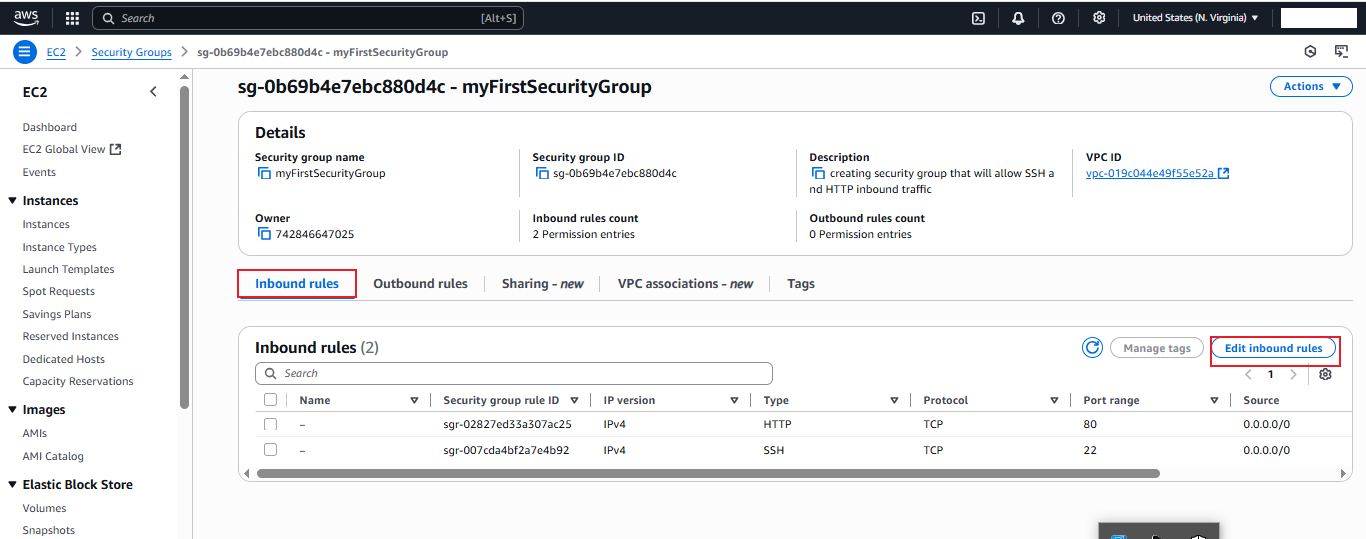 aws
Search [Alt+S]
United States (N. Virginia)
EC2 > Security Groups > sg-0b69b4e7ebc880d4c - myFirstSecurityGroup
EC2
Dashboard
EC2 Global View
Events
Instances
Instances
Instance Types
Launch Templates
Spot Requests
Savings Plans
Reserved Instances
Dedicated Hosts
Capacity Reservations
Images
AMIs
AMI Catalog
Elastic Block Store
Volumes
Snapshots
sg-0b69b4e7ebc880d4c - myFirstSecurityGroup
Actions
Details
Security group name
myFirstSecurityGroup
Security group ID
sg-0b69b4e7ebc880d4c
Description
creating security group that will allow SSH a
nd HTTP inbound traffic
VPC ID
vpc-019c044e49f55e52a
Owner
742846647025
Inbound rules count
2 Permission entries
Outbound rules count
0 Permission entries
Inbound rules Outbound rules Sharing - new VPC associations - new Tags
Inbound rules (2)
Manage tags
Edit inbound rules
Search
1
Name Security group rule ID IP version Type Protocol Port range Source
– sgr-02827ed33a307ac25 IPv4 HTTP TCP 80 0.0.0.0/0
– sgr-007cda4bf2a7e4b92 IPv4 SSH TCP 22 0.0.0.0/0